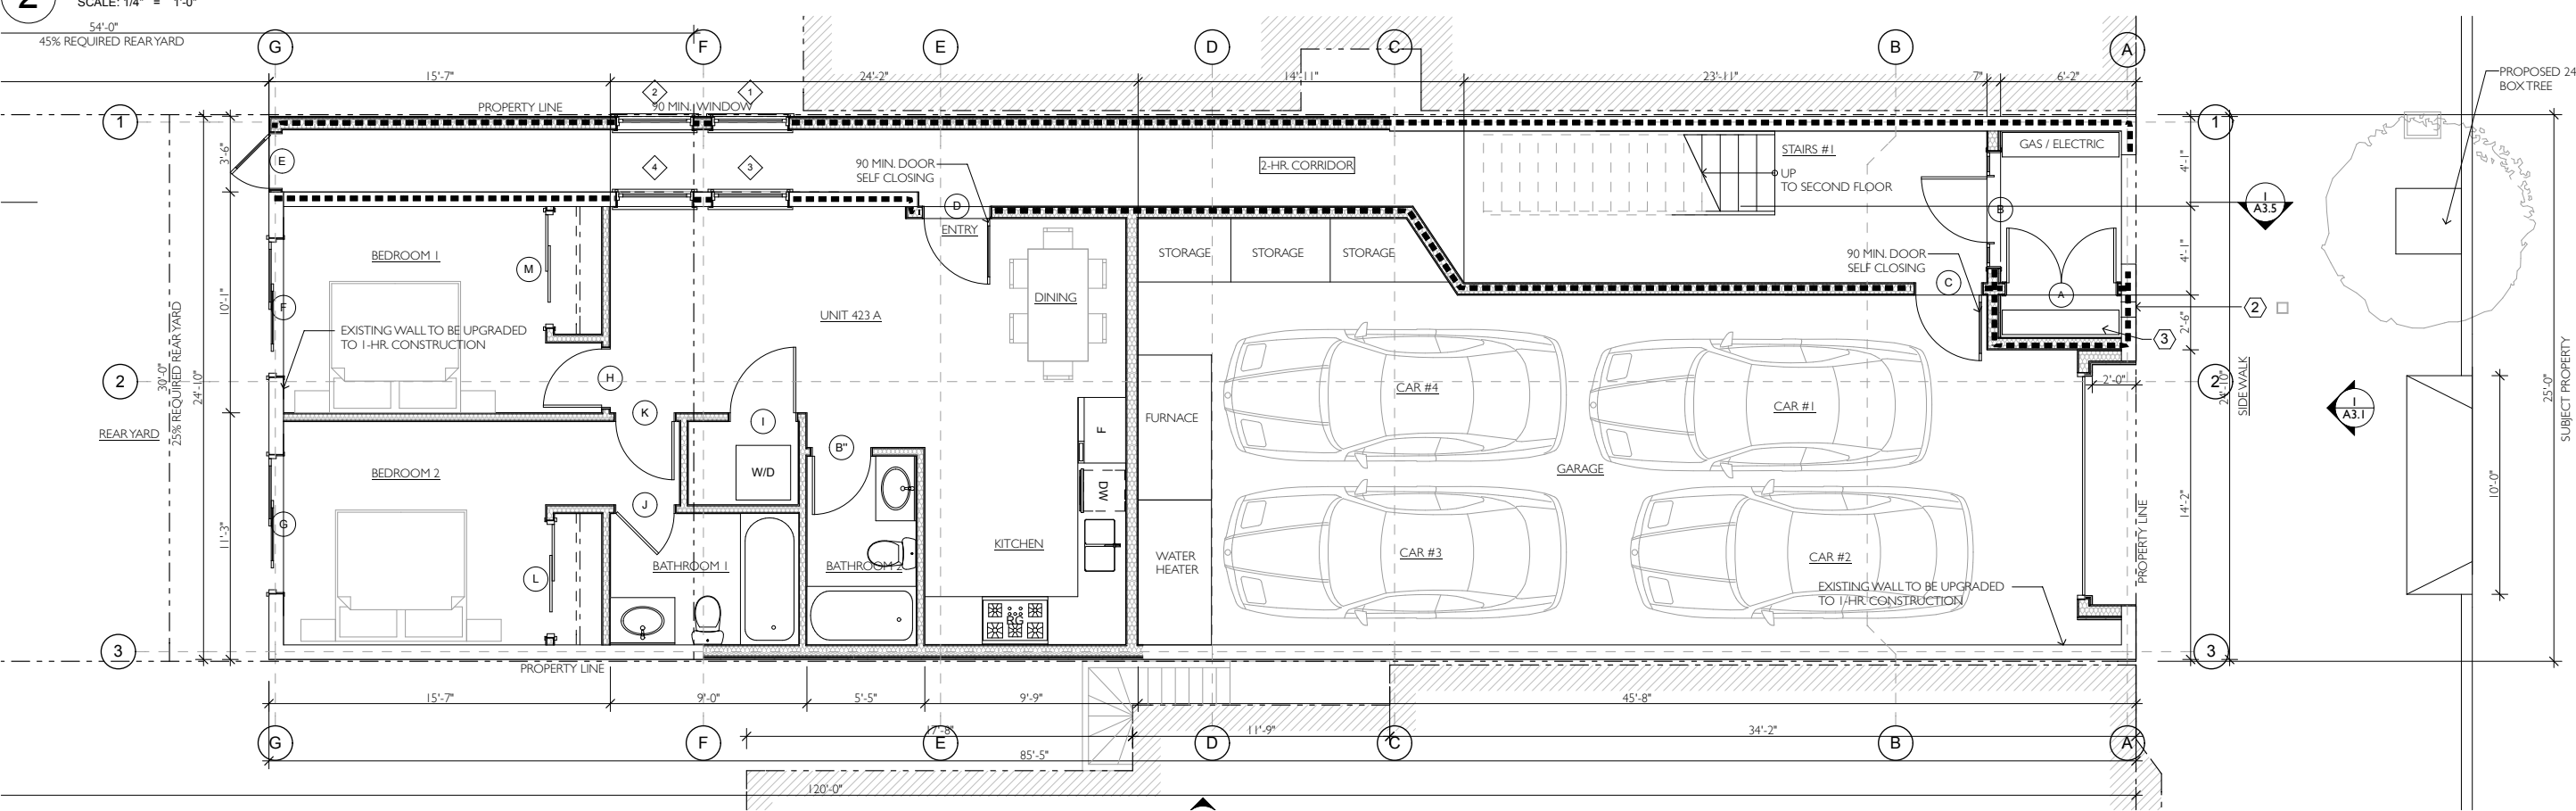 2
SCALE: 1/4" = 1'-0"
54'-0"
45% REQUIRED REAR YARD
G
F
E
D
C
B
A
15'-7"
24'-2"
14'-11"
23'-11"
7"
6'-2"
PROPOSED 24
BOX TREE
2
1
PROPERTY LINE
90 MIN. WINDOW
1
1
3'-6"
E
4
3
90 MIN. DOOR
SELF CLOSING
2-HR. CORRIDOR
STAIRS #1
UP
TO SECOND FLOOR
GAS / ELECTRIC
4'-1"
D
ENTRY
B
1
A3.5
BEDROOM 1
M
STORAGE
STORAGE
STORAGE
90 MIN. DOOR
SELF CLOSING
4'-1"
C
A
DINING
F
10'-1"
UNIT 423 A
EXISTING WALL TO BE UPGRADED
TO 1-HR. CONSTRUCTION
2
2'-6"
3
2
30'-0"
25% REQUIRED REAR YARD
24'-10"
H
CAR #4
CAR #1
2'-0"
2
24'-10"
SIDE WALK
1
A3.1
25'-0"
SUBJECT PROPERTY
K
I
FURNACE
F
REAR YARD
B"
BEDROOM 2
W/D
GARAGE
DW
10'-0"
J
G
11'-3"
14'-2"
PROPERTY LINE
KITCHEN
CAR #3
CAR #2
WATER
HEATER
BATHROOM 1
BATHROOM 2
L
EXISTING WALL TO BE UPGRADED
TO 1-HR. CONSTRUCTION
RG
3
3
PROPERTY LINE
15'-7"
9'-0"
5'-5"
9'-9"
45'-8"
17'-8"
11'-9"
34'-2"
G
F
E
D
C
B
A
85'-5"
120'-0"